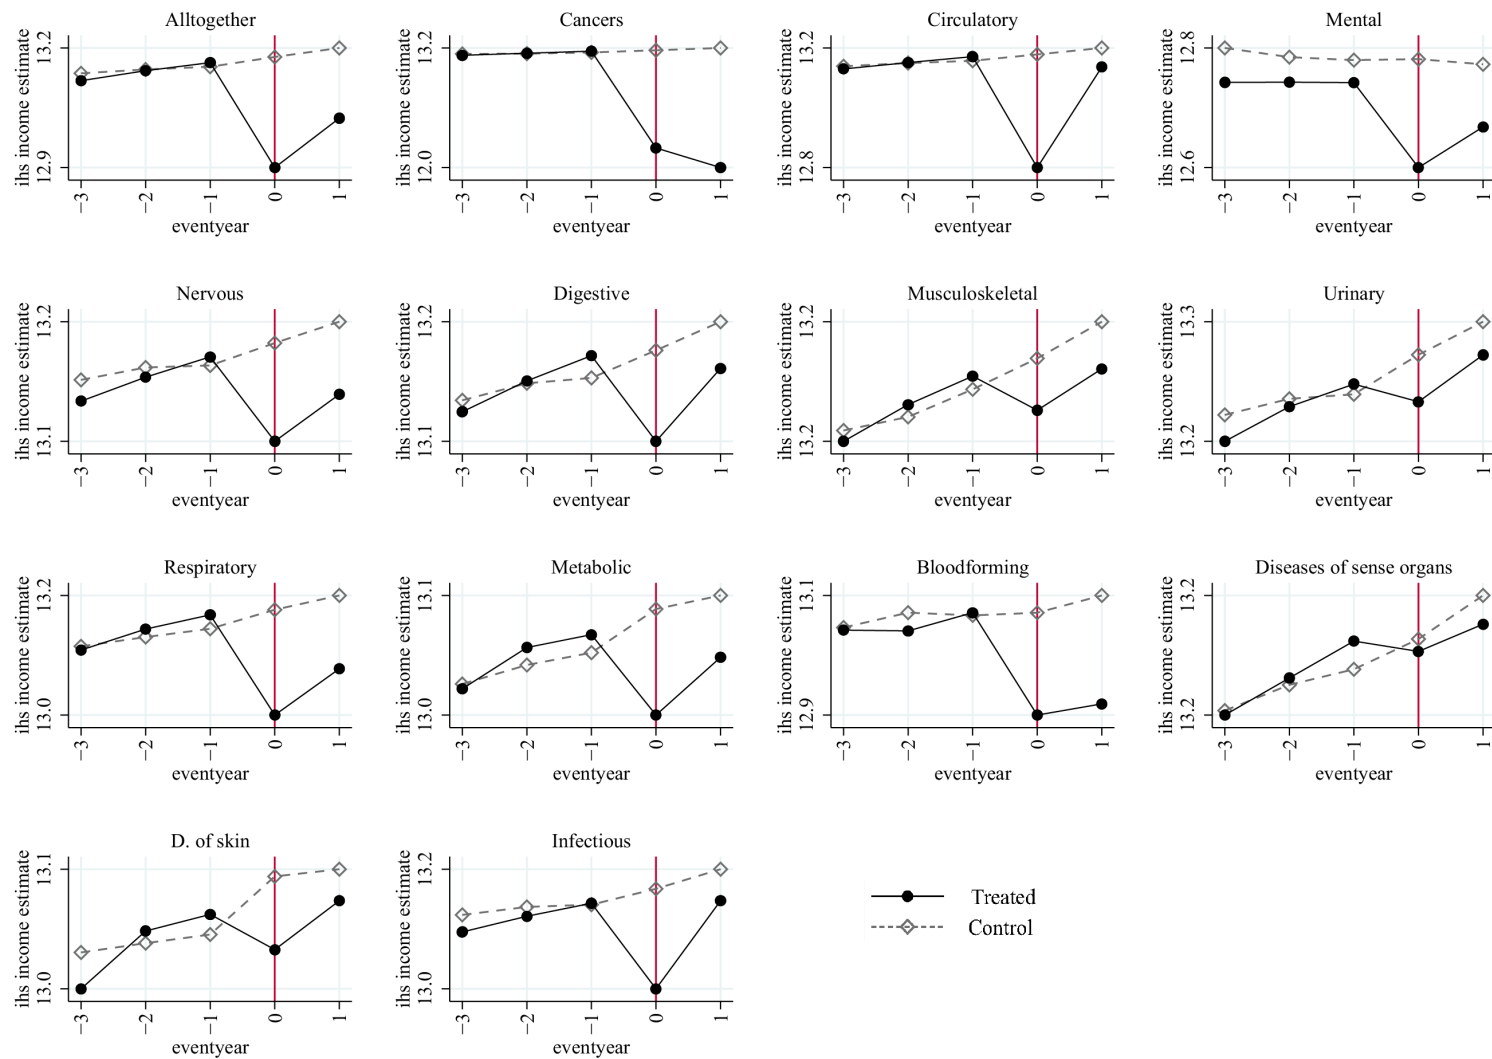 Alltogether
ihs income estimate
13.2
12.9
−3
−2
−1
0
1
eventyear
Cancers
ihs income estimate
13.2
12.0
−3
−2
−1
0
1
eventyear
Circulatory
ihs income estimate
13.2
12.8
−3
−2
−1
0
1
eventyear
Mental
ihs income estimate
12.8
12.6
−3
−2
−1
0
1
eventyear
Nervous
ihs income estimate
13.2
13.1
−3
−2
−1
0
1
eventyear
Digestive
ihs income estimate
13.2
13.1
−3
−2
−1
0
1
eventyear
Musculoskeletal
ihs income estimate
13.2
13.2
−3
−2
−1
0
1
eventyear
Urinary
ihs income estimate
13.3
13.2
−3
−2
−1
0
1
eventyear
Respiratory
ihs income estimate
13.2
13.0
−3
−2
−1
0
1
eventyear
Metabolic
ihs income estimate
13.1
13.0
−3
−2
−1
0
1
eventyear
Bloodforming
ihs income estimate
13.1
12.9
−3
−2
−1
0
1
eventyear
Diseases of sense organs
ihs income estimate
13.2
13.2
−3
−2
−1
0
1
eventyear
D. of skin
ihs income estimate
13.1
13.0
−3
−2
−1
0
1
eventyear
Infectious
ihs income estimate
13.2
13.0
−3
−2
−1
0
1
eventyear
Treated
Control